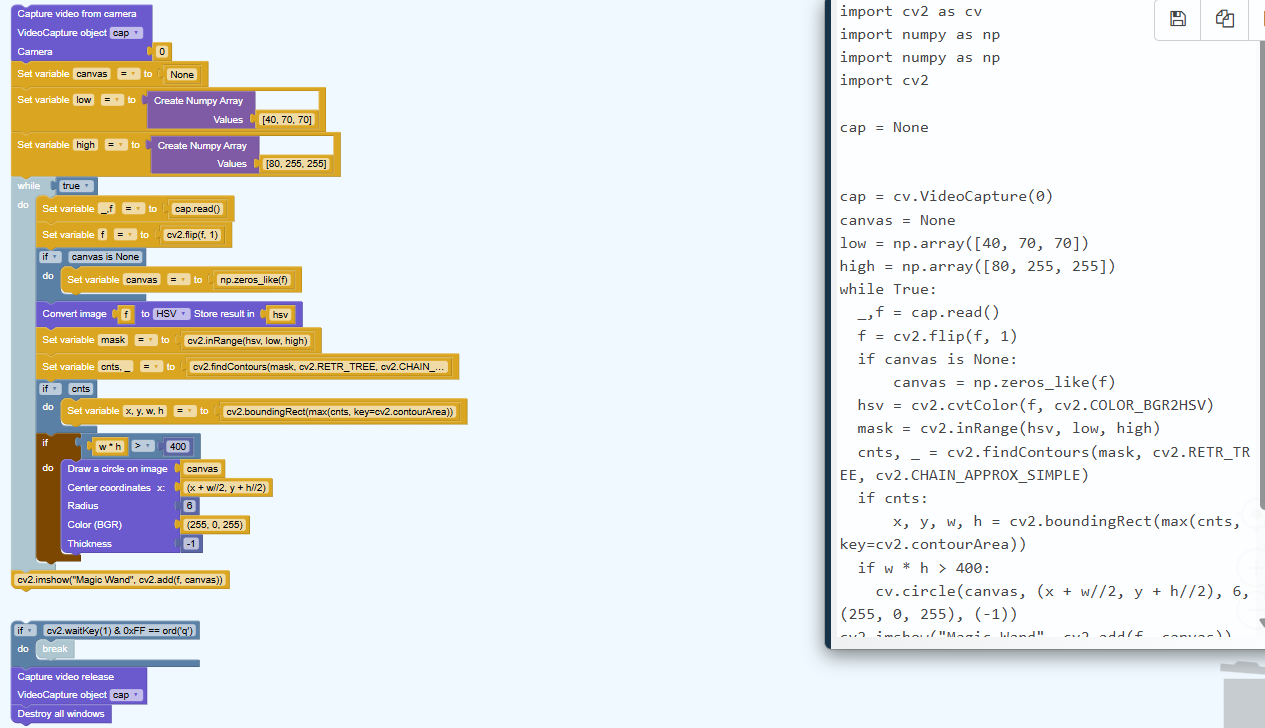 Capture video from camera
VideoCapture object cap
Camera 0
Set variable canvas = to None
Set variable low = to Create Numpy Array
Values [40, 70, 70]
Set variable high = to Create Numpy Array
Values [80, 255, 255]
while true
do Set variable _,f = to cap.read()
Set variable f = to cv2.flip(f, 1)
if canvas is None
do Set variable canvas = to np.zeros_like(f)
Convert image f to HSV Store result in hsv
Set variable mask = to cv2.inRange(hsv, low, high)
Set variable cnts, _ = to cv2.findContours(mask, cv2.RETR_TREE, cv2.CHAIN_...
if cnts
do Set variable x, y, w, h = to cv2.boundingRect(max(cnts, key=cv2.contourArea))
if w * h > 400
do Draw a circle on image canvas
Center coordinates x: (x + w//2, y + h//2)
Radius 6
Color (BGR) (255, 0, 255)
Thickness -1
cv2.imshow("Magic Wand", cv2.add(f, canvas))
if cv2.waitKey(1) & 0xFF == ord('q')
do break
Capture video release
VideoCapture object cap
Destroy all windows
import cv2 as cv
import numpy as np
import numpy as np
import cv2
cap = None
cap = cv.VideoCapture(0)
canvas = None
low = np.array([40, 70, 70])
high = np.array([80, 255, 255])
while True:
_,f = cap.read()
f = cv2.flip(f, 1)
if canvas is None:
canvas = np.zeros_like(f)
hsv = cv2.cvtColor(f, cv2.COLOR_BGR2HSV)
mask = cv2.inRange(hsv, low, high)
cnts, _ = cv2.findContours(mask, cv2.RETR_TR
EE, cv2.CHAIN_APPROX_SIMPLE)
if cnts:
x, y, w, h = cv2.boundingRect(max(cnts,
key=cv2.contourArea))
if w * h > 400:
cv.circle(canvas, (x + w//2, y + h//2), 6,
(255, 0, 255), (-1))
cv2.imshow("Magic Wand", cv2.add(f, canvas))